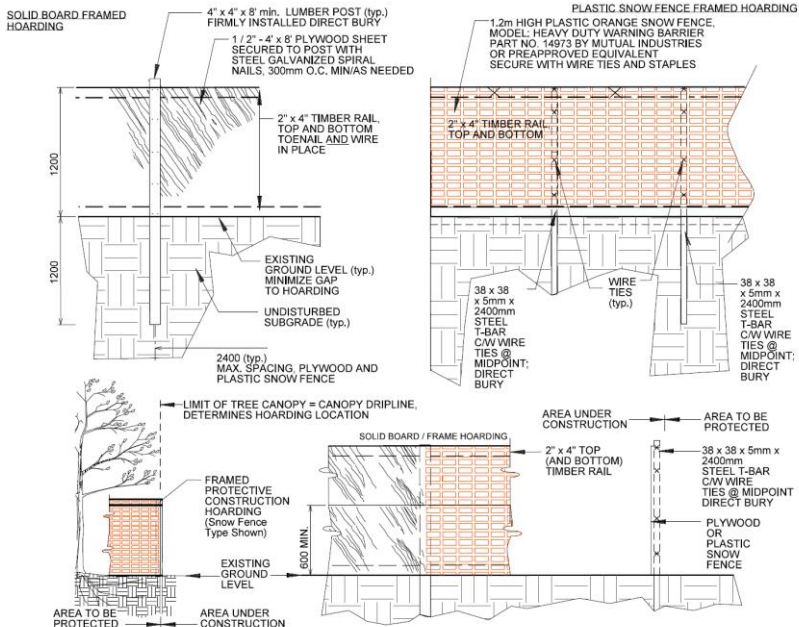 SOLID BOARD FRAMED
HOARDING
4" x 4" x 8' min. LUMBER POST (typ.)
FIRMLY INSTALLED DIRECT BURY
1 / 2" - 4' x 8' PLYWOOD SHEET
SECURED TO POST WITH
STEEL GALVANIZED SPIRAL
NAILS, 300mm O.C. MIN/AS NEEDED
2" x 4" TIMBER RAIL,
TOP AND BOTTOM
TOENAIL AND WIRE
IN PLACE
1200
1200
EXISTING
GROUND LEVEL (typ.)
MINIMIZE GAP
TO HOARDING
UNDISTURBED
SUBGRADE (typ.)
2400 (typ.)
MAX. SPACING, PLYWOOD AND
PLASTIC SNOW FENCE
PLASTIC SNOW FENCE FRAMED HOARDING
1.2m HIGH PLASTIC ORANGE SNOW FENCE,
MODEL: HEAVY DUTY WARNING BARRIER
PART NO. 14973 BY MUTUAL INDUSTRIES
OR PREAPPROVED EQUIVALENT
SECURE WITH WIRE TIES AND STAPLES
2" x 4" TIMBER RAIL
TOP AND BOTTOM
38 x 38
x 5mm x
2400mm
STEEL
T-BAR
C/W WIRE
TIES @
MIDPOINT;
DIRECT
BURY
WIRE
TIES
(typ.)
38 x 38
x 5mm x
2400mm
STEEL
T-BAR
C/W WIRE
TIES @
MIDPOINT;
DIRECT
BURY
LIMIT OF TREE CANOPY = CANOPY DRIPLINE,
DETERMINES HOARDING LOCATION
FRAMED
PROTECTIVE
CONSTRUCTION
HOARDING
(Snow Fence
Type Shown)
EXISTING
GROUND
LEVEL
AREA TO BE
PROTECTED
AREA UNDER
CONSTRUCTION
SOLID BOARD / FRAME HOARDING
2" x 4" TOP
(AND BOTTOM)
TIMBER RAIL
600 MIN.
AREA UNDER
CONSTRUCTION
AREA TO BE
PROTECTED
38 x 38 x 5mm x
2400mm
STEEL T-BAR
C/W WIRE
TIES @ MIDPOINT
DIRECT BURY
PLYWOOD
OR
PLASTIC
SNOW
FENCE